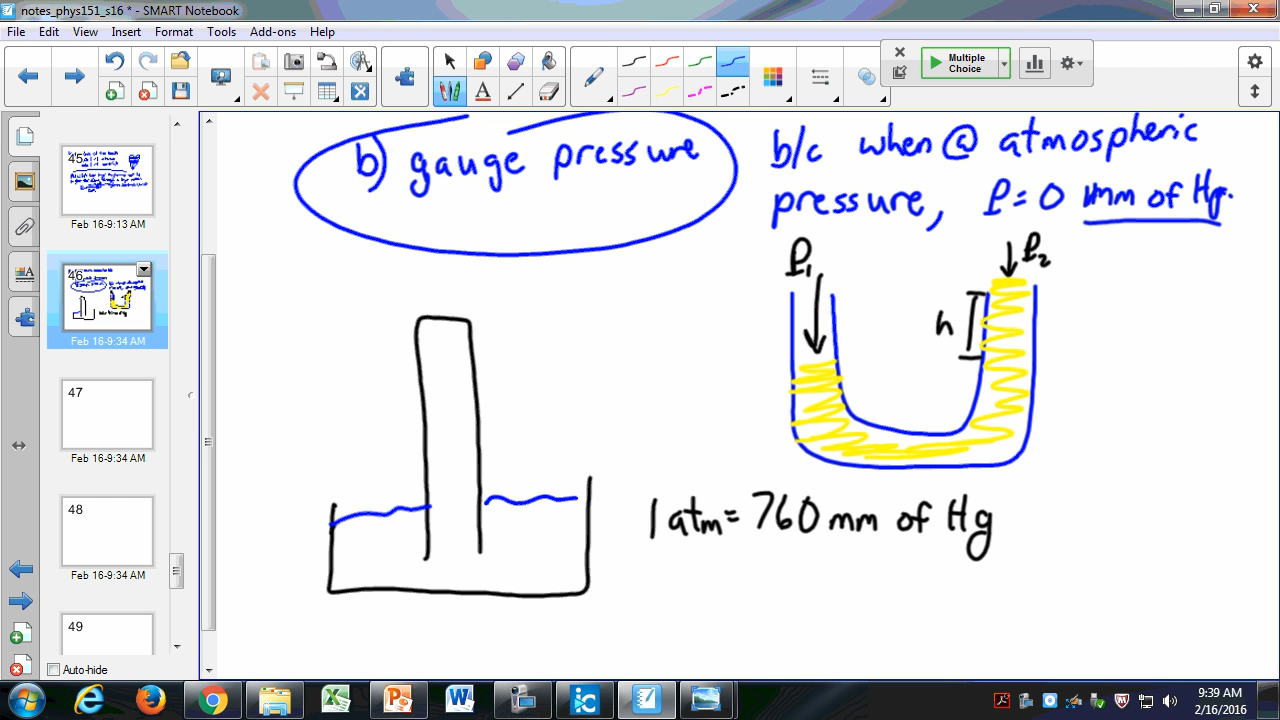 notes_phys151_s16 * - SMART Notebook
File Edit View Insert Format Tools Add-ons Help
Multiple Choice
45
Feb 16-9:13 AM
46
Feb 16-9:34 AM
47
Feb 16-9:34 AM
48
Feb 16-9:34 AM
49
Auto-hide
b) gauge pressure
b/c when @ atmospheric
pressure, P=0 mm of Hg.
P1
P2
h
1 atm = 760 mm of Hg
9:39 AM
2/16/2016